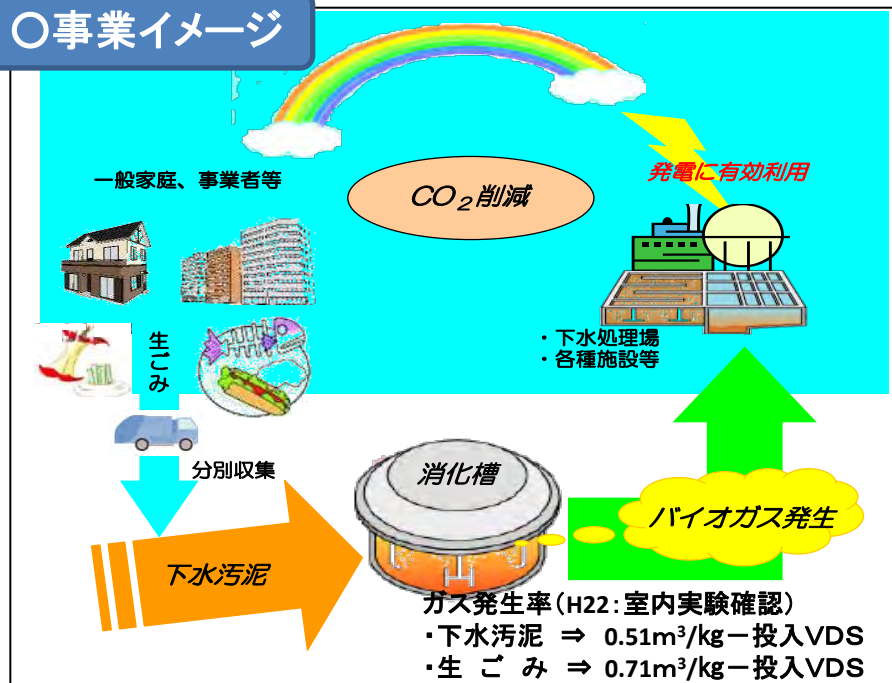 ○事業イメージ
一般家庭、事業者等
CO₂削減
発電に有効利用
生ごみ
・下水処理場
・各種施設等
分別収集
消化槽
バイオガス発生
下水汚泥
ガス発生率（H22：室内実験確認）
・下水汚泥 ⇒ 0.51m³/kg－投入VDS
・生 ご み ⇒ 0.71m³/kg－投入VDS